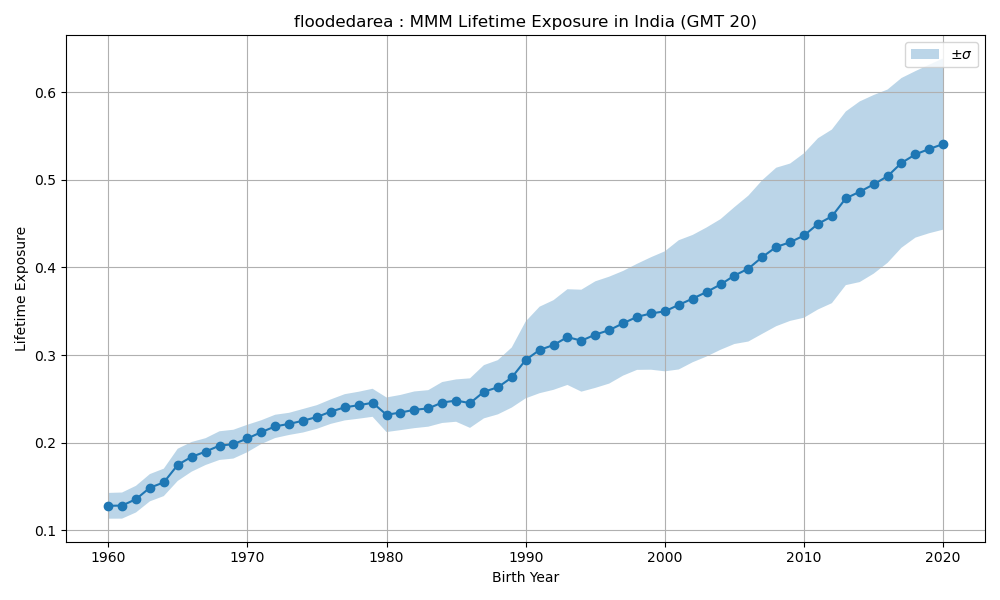 floodedarea : MMM Lifetime Exposure in India (GMT 20)
±σ
Lifetime Exposure
0.6
0.5
0.4
0.3
0.2
0.1
1960 1970 1980 1990 2000 2010 2020
Birth Year